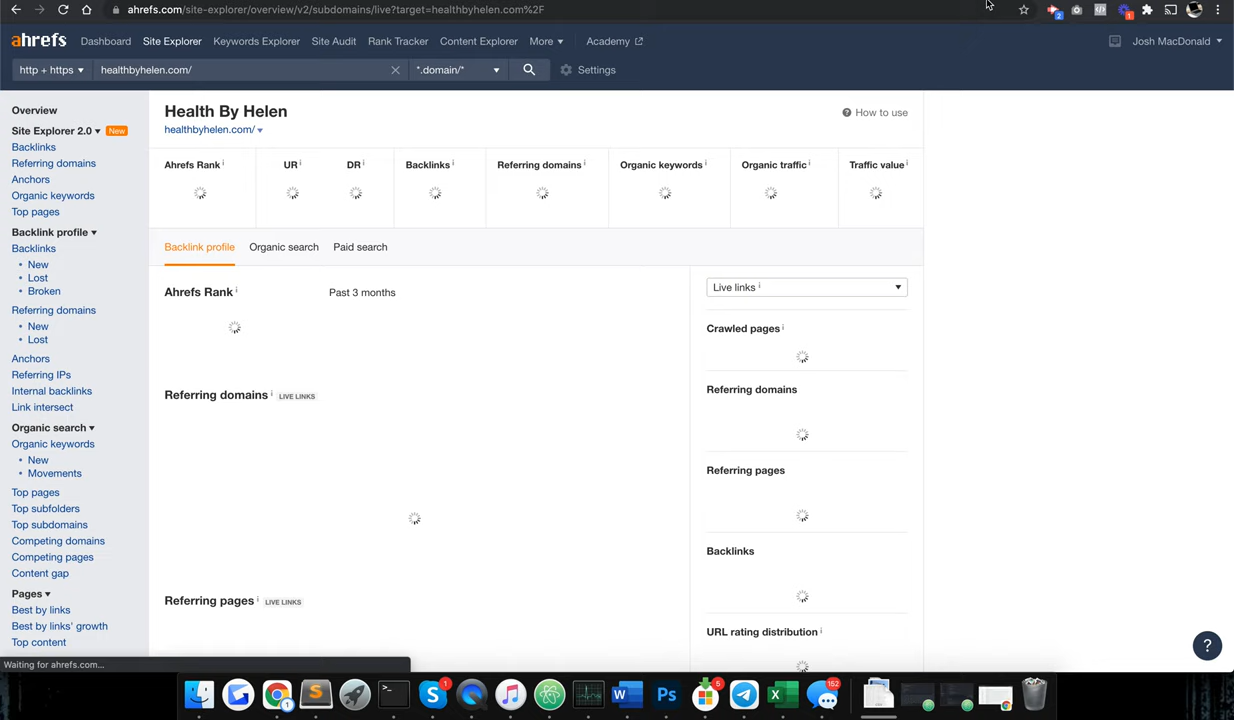 ahrefs.com/site-explorer/overview/v2/subdomains/live?target=healthbyhelen.com%2F
2
1
ahrefs Dashboard Site Explorer Keywords Explorer Site Audit Rank Tracker Content Explorer More Academy Josh MacDonald
http + https healthbyhelen.com/ *.domain/* Settings
Overview
Site Explorer 2.0 New
Backlinks
Referring domains
Anchors
Organic keywords
Top pages
Backlink profile
Backlinks
New
Lost
Broken
Referring domains
New
Lost
Anchors
Referring IPs
Internal backlinks
Link intersect
Organic search
Organic keywords
New
Movements
Top pages
Top subfolders
Top subdomains
Competing domains
Competing pages
Content gap
Pages
Best by links
Best by links' growth
Top content
Health By Helen
? How to use
healthbyhelen.com/
Ahrefs Rank i UR i DR i Backlinks i Referring domains i Organic keywords i Organic traffic i Traffic value i
Backlink profile Organic search Paid search
Ahrefs Rank i Past 3 months
Referring domains i LIVE LINKS
Referring pages i LIVE LINKS
Live links i
Crawled pages i
Referring domains
Referring pages
Backlinks
URL rating distribution i
?
Waiting for ahrefs.com...
1
S
>_
S
1
W
Ps
5
X
152